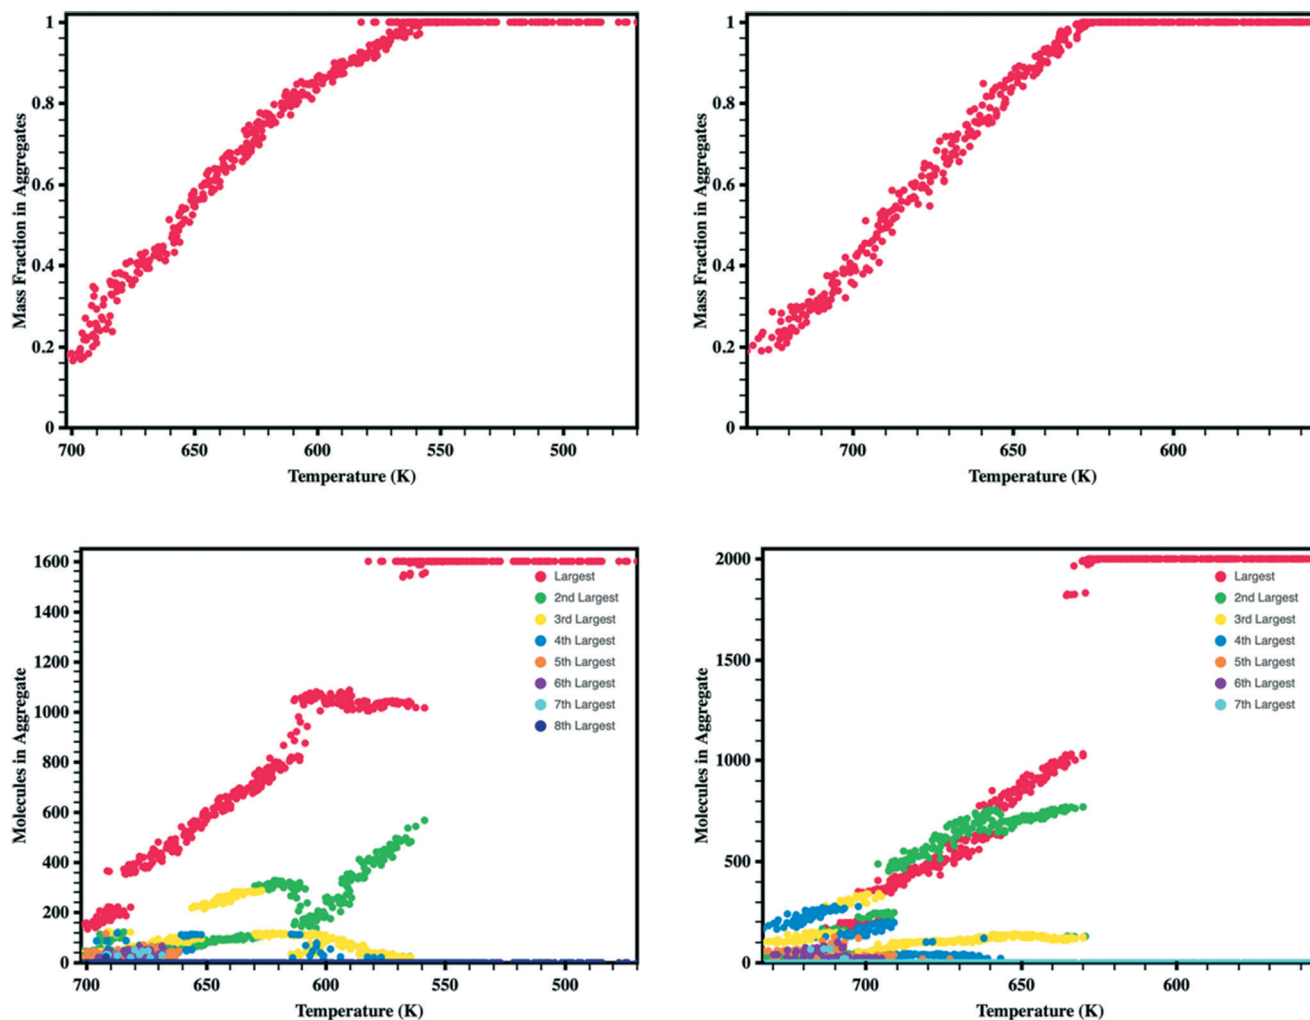 1
0.8
0.6
0.4
0.2
0
Mass Fraction in Aggregates
700 650 600 550 500
Temperature (K)
1
0.8
0.6
0.4
0.2
0
Mass Fraction in Aggregates
700 650 600
Temperature (K)
1600
1400
1200
1000
800
600
400
200
0
Molecules in Aggregate
Largest
2nd Largest
3rd Largest
4th Largest
5th Largest
6th Largest
7th Largest
8th Largest
700 650 600 550 500
Temperature (K)
2000
1500
1000
500
0
Molecules in Aggregate
Largest
2nd Largest
3rd Largest
4th Largest
5th Largest
6th Largest
7th Largest
700 650 600
Temperature (K)